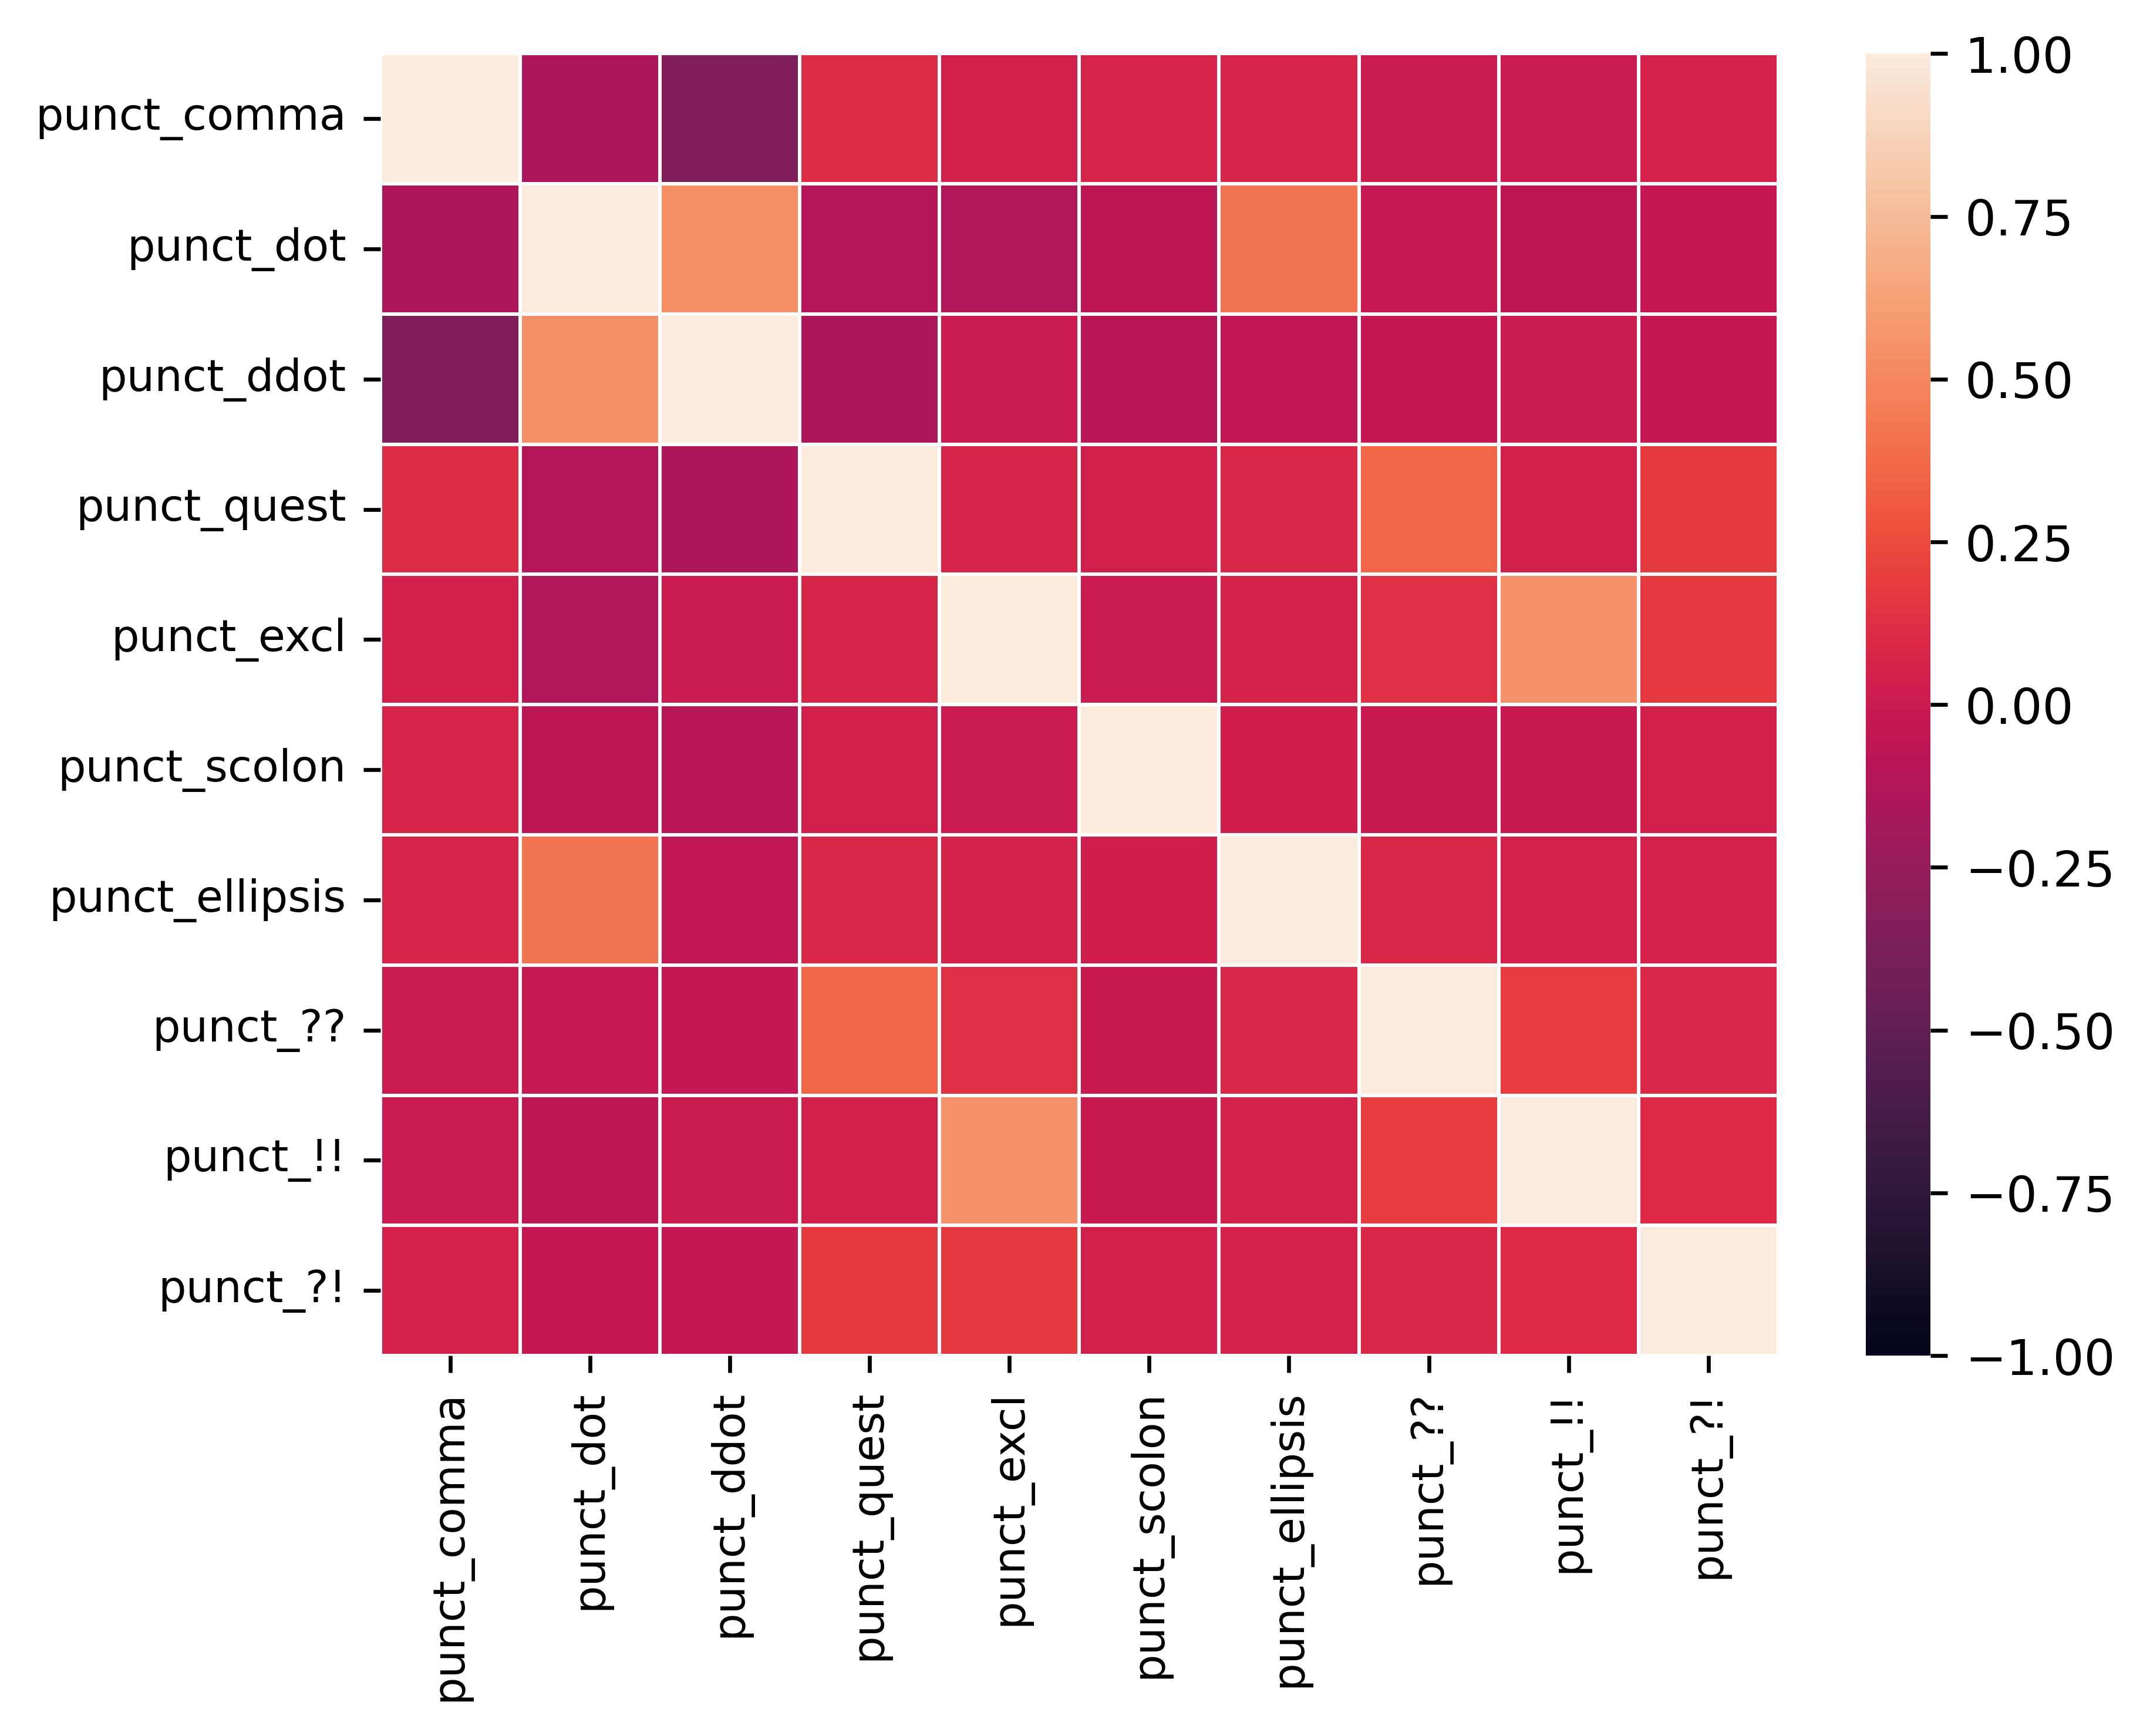 punct_comma
punct_dot
punct_ddot
punct_quest
punct_excl
punct_scolon
punct_ellipsis
punct_??
punct_!!
punct_?!
punct_comma
punct_dot
punct_ddot
punct_quest
punct_excl
punct_scolon
punct_ellipsis
punct_??
punct_!!
punct_?!
1.00
0.75
0.50
0.25
0.00
−0.25
−0.50
−0.75
−1.00